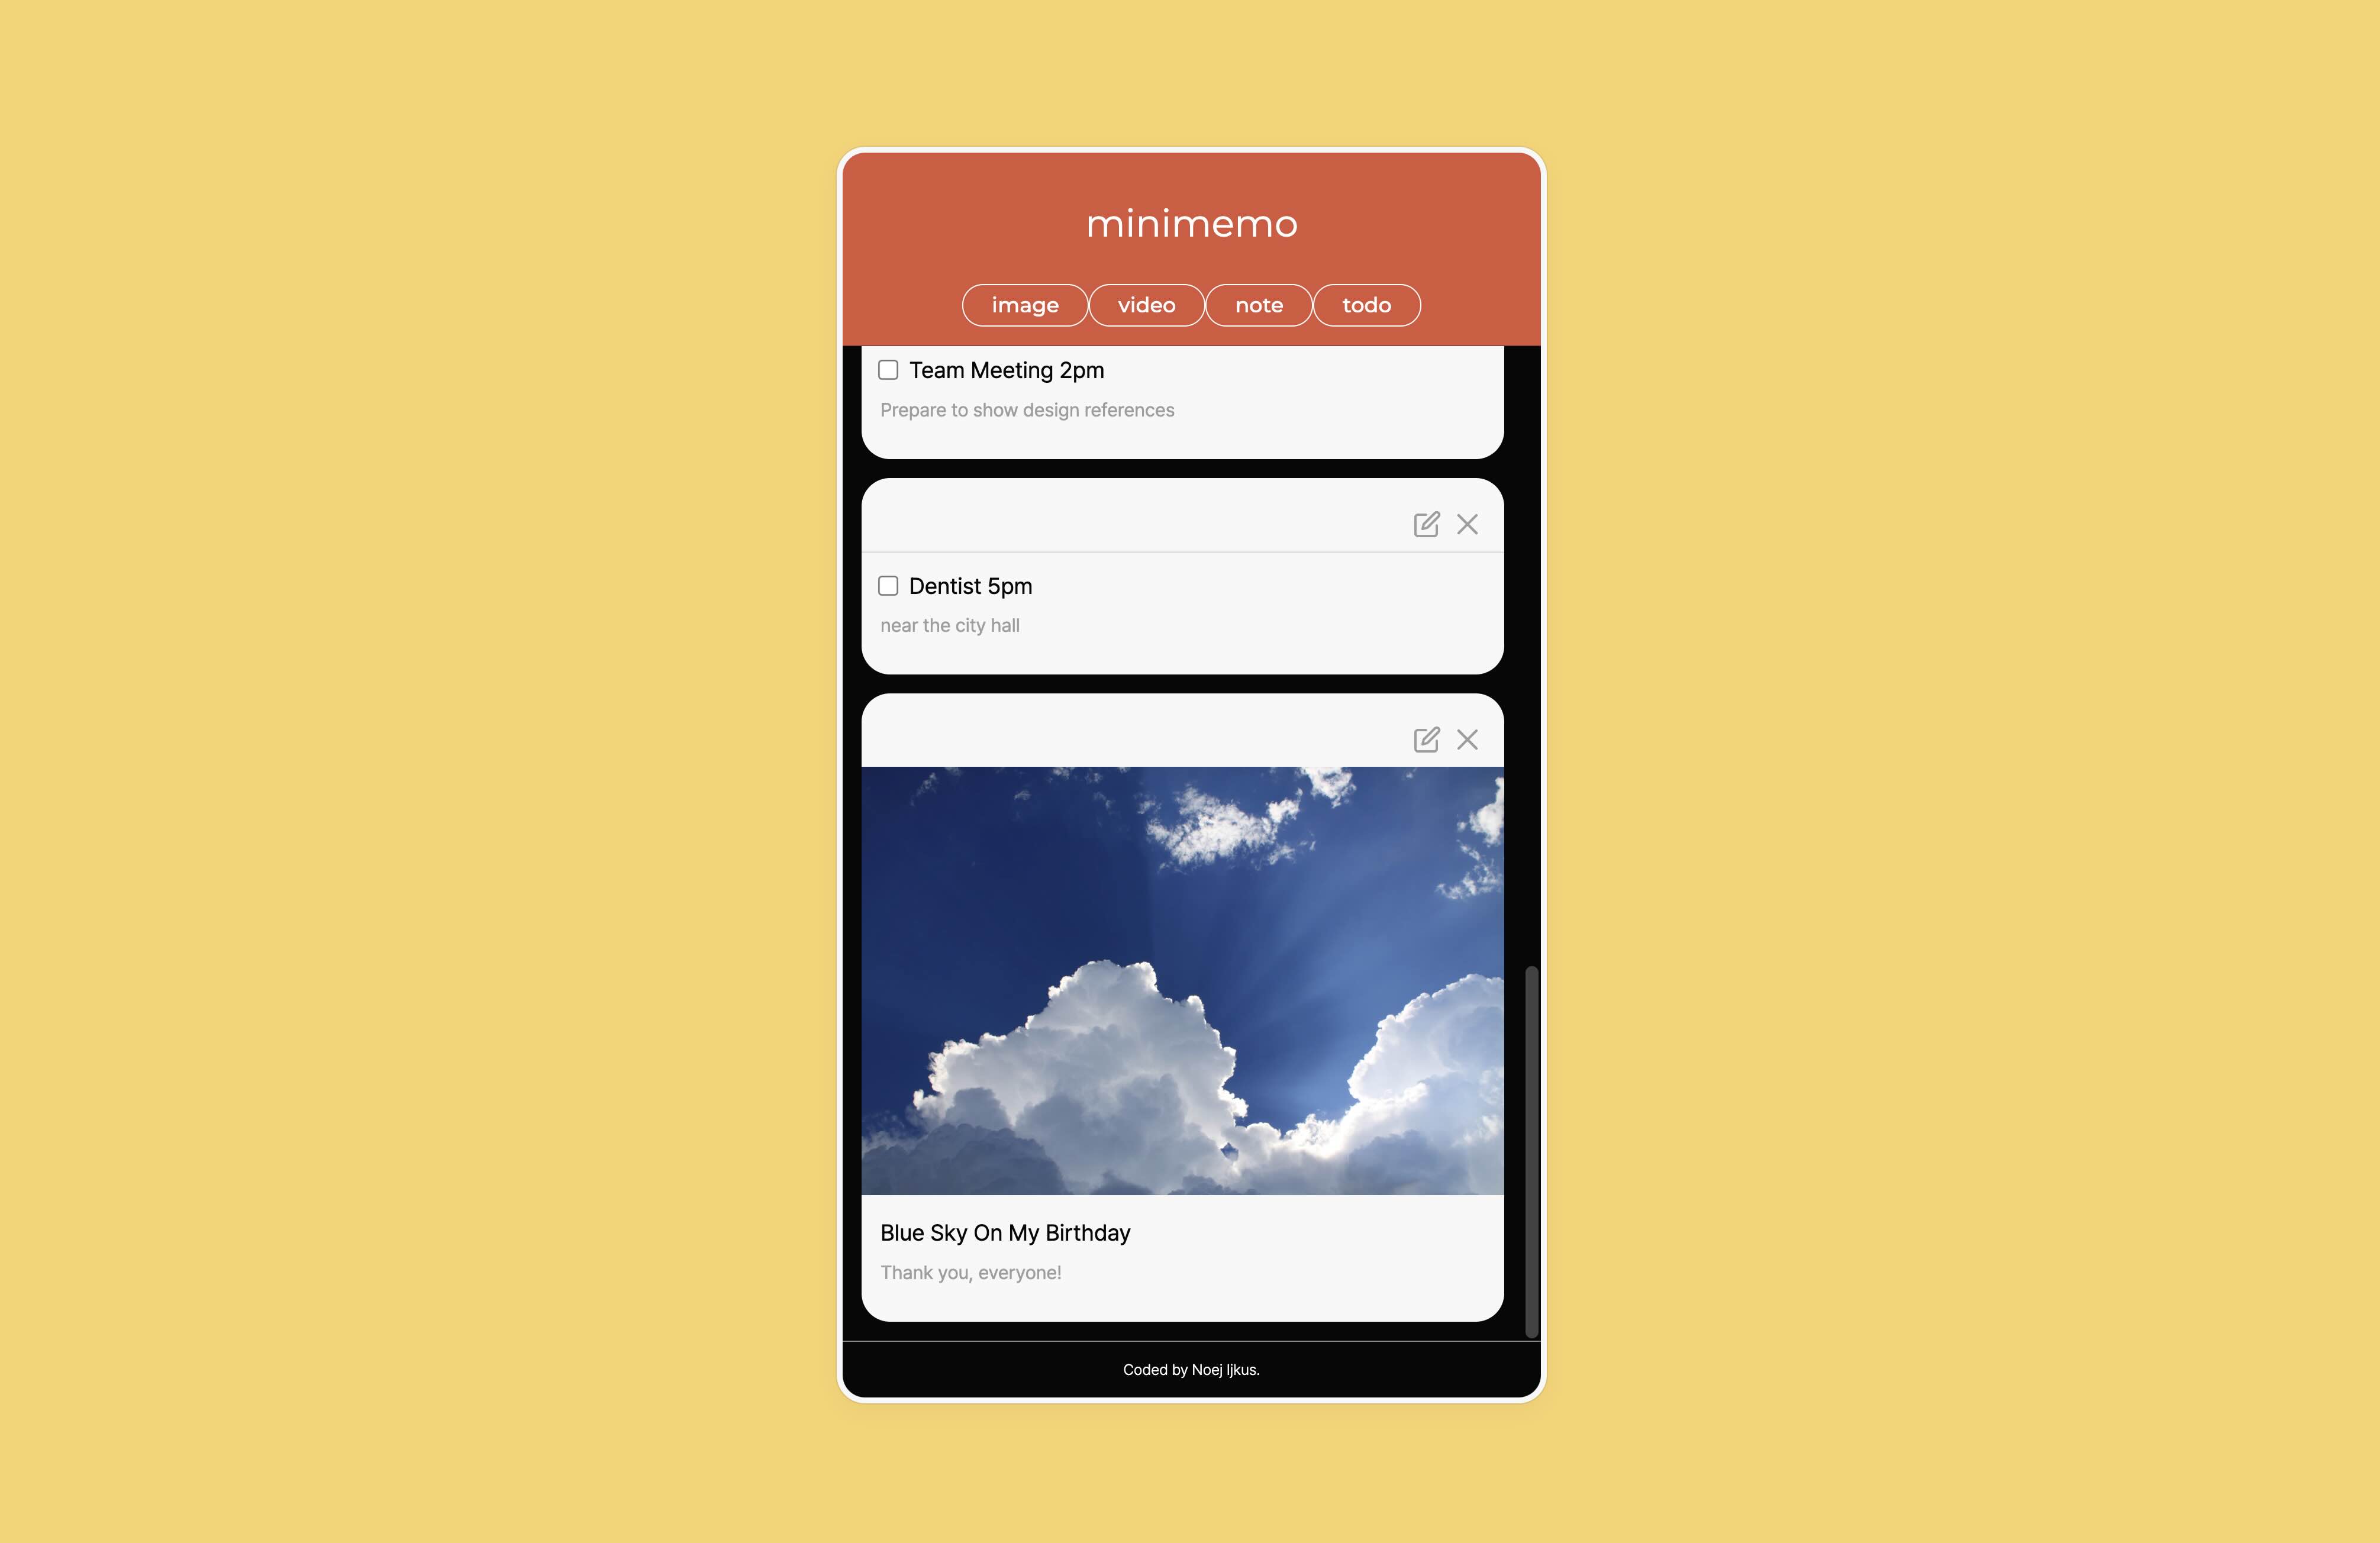 minimemo
image video note todo
Team Meeting 2pm
Prepare to show design references
Dentist 5pm
near the city hall
Blue Sky On My Birthday
Thank you, everyone!
Coded by Noej Ijkus.